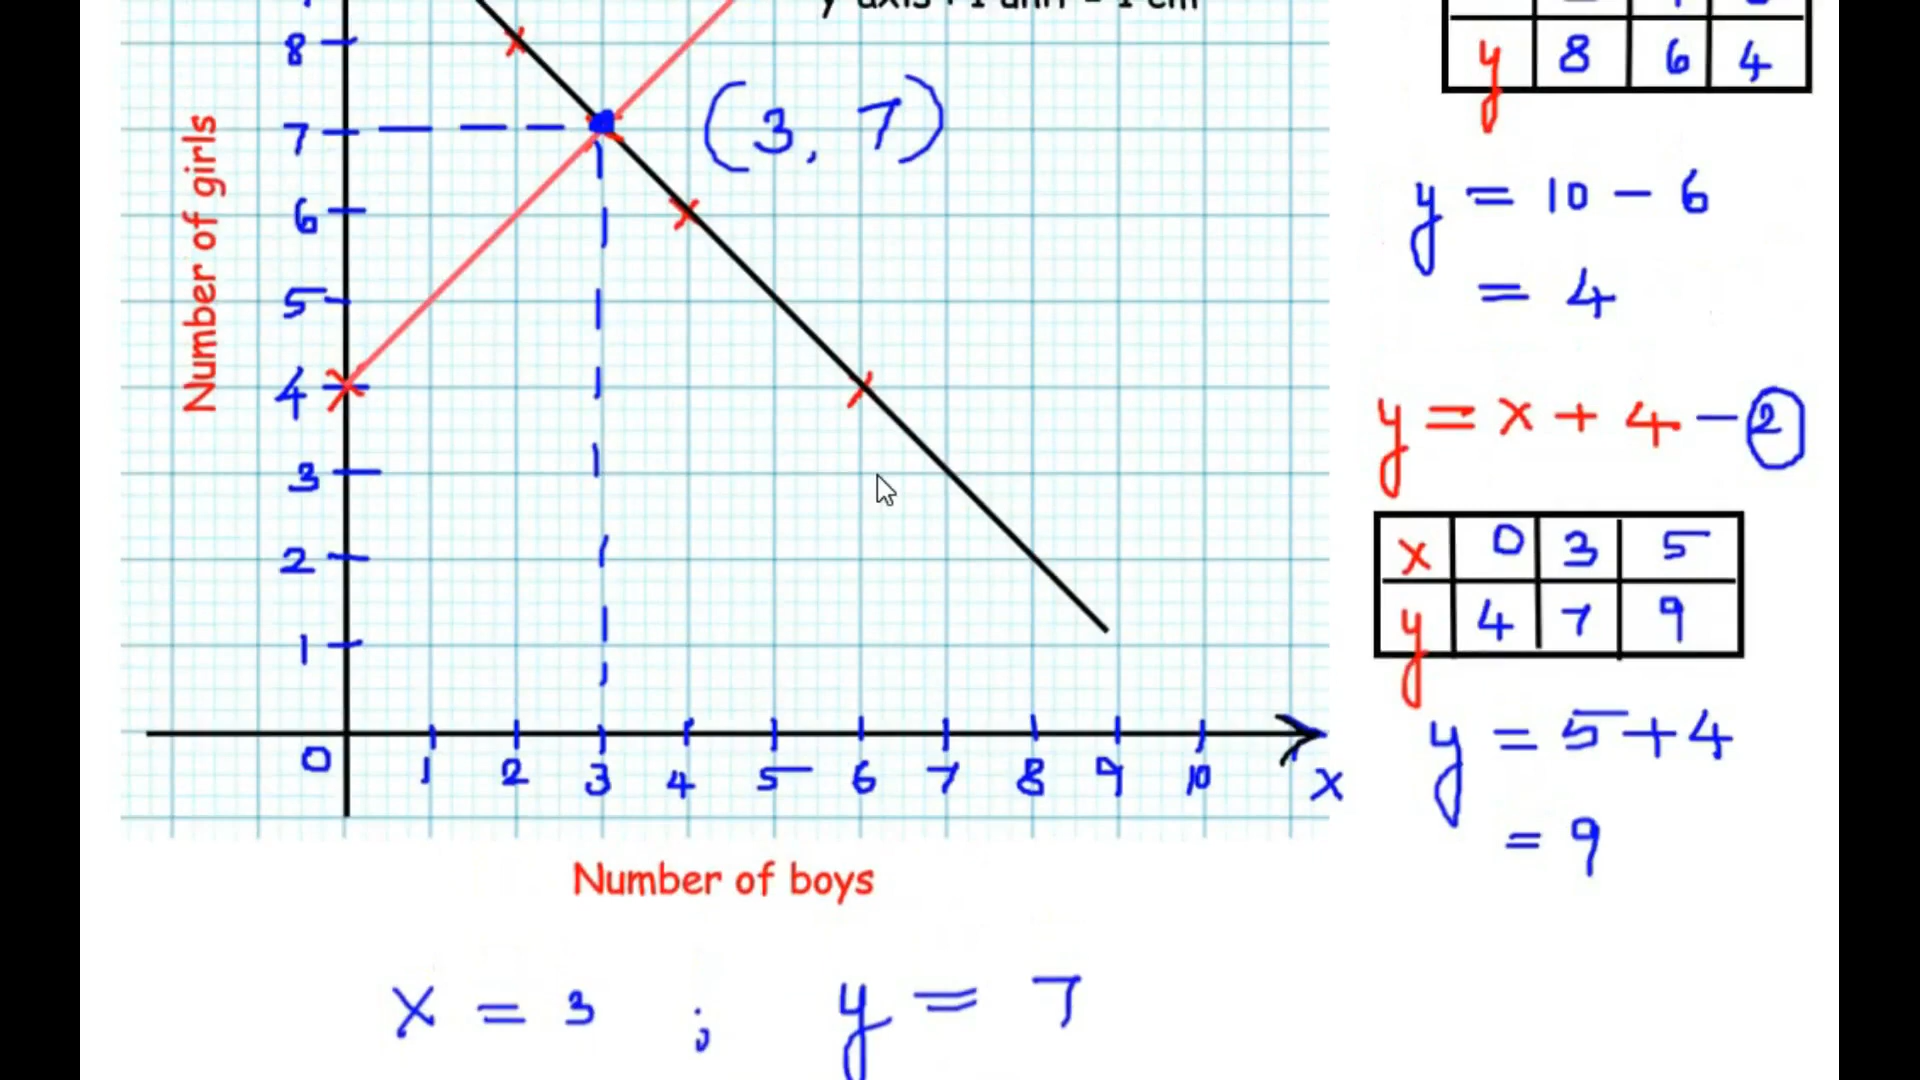 y axis : 1 unit = 1 cm
8
7
6
5
4
3
2
1
0 1 2 3 4 5 6 7 8 9 10 X
Number of girls
Number of boys
(3, 7)
x = 3 ; y = 7
y 8 6 4
y = 10 - 6
= 4
y = x + 4 - 2
x 0 3 5
y 4 7 9
y = 5 + 4
= 9